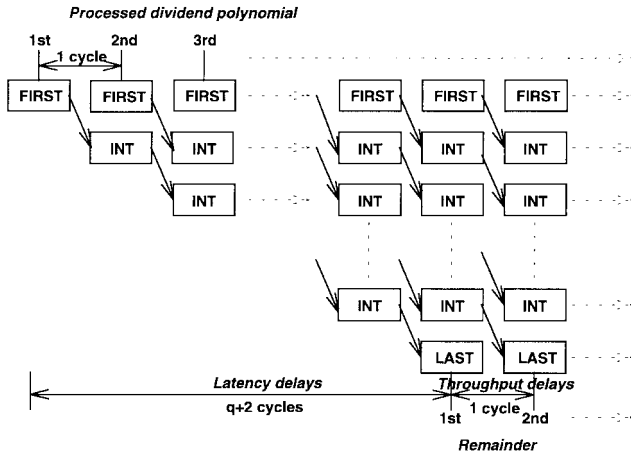 Processed dividend polynomial
1st 2nd 3rd
1 cycle
FIRST FIRST FIRST FIRST FIRST FIRST
INT INT INT INT INT
INT INT INT INT
INT INT INT
LAST LAST
Latency delays Throughput delays
q+2 cycles 1 cycle
1st 2nd
Remainder